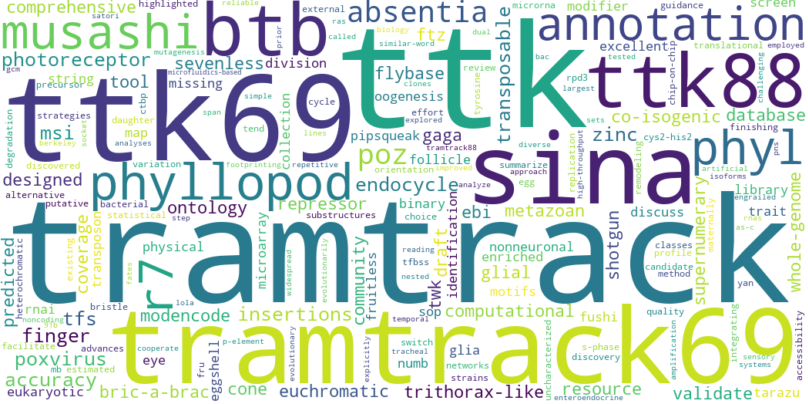 comprehensive
satori
highlighted
reliable
external
ras
called
similar-word
microrna
modifier
guidance
screen
musashi
btb
absentia
ftz
biology
dual
annotation
mutagenesis
microfluidics-based
gcm
prior
photoreceptor
sevenless
division
flybase
clones
oogenesis
review
tyrosine
transposable
bac
rpd3
largest
tested
excellent
chip-on-chip
translational
employed
challenging
string
tool
missing
precursor
ctbp
ttk69
ttk
ttk88
strategies
simple
cycle
effort
explored
sets
co-isogenic
database
degradation
msi
daughter
map
socket
span
tend
lines
collection
pipsqueak
gaga
tramtrack88
diverse
zinc
cys2-his2
finishing
berkeley
analyses
discovered
variation
footprinting
repetitive
poz
follicle
orientation
improved
approach
analyze
sina
replication
high-throughput
remodeling
phyl
artificial
isoforms
pns
designed
alternative
putative
bacterial
phyllopod
endocycle
summarize
egg
supernumerary
engrailed
maternally
library
whole-genome
ontology
repressor
substructures
binary
choice
ebi
metazoan
discuss
trait
rnas
as-c
tramtrack
predicted
heterochromatic
coverage
existing
transposon
statistical
step
r7
physical
microarray
widespread
evolutionarily
community
fruitless
reading
tfbss
nested
twk
draft
identification
nonneuronal
enriched
glial
motifs
shotgun
classes
candidate
method
profile
yan
rnai
tfs
modencode
insertions
sop
computational
fushi
quality
integrating
accessibility
finger
noncoding
91b
bristle
fates
lola
tramtrack69
temporal
facilitate
advances
p-element
cooperate
fru
eggshell
evolutionary
explicitly
switch
glia
s-phase
discovery
uncharacterized
amplification
sensory
systems
poxvirus
mb
estimated
eye
tracheal
numb
networks
strains
enteroendocrine
accuracy
eukaryotic
bric-a-brac
cone
euchromatic
trithorax-like
resource
validate
tarazu